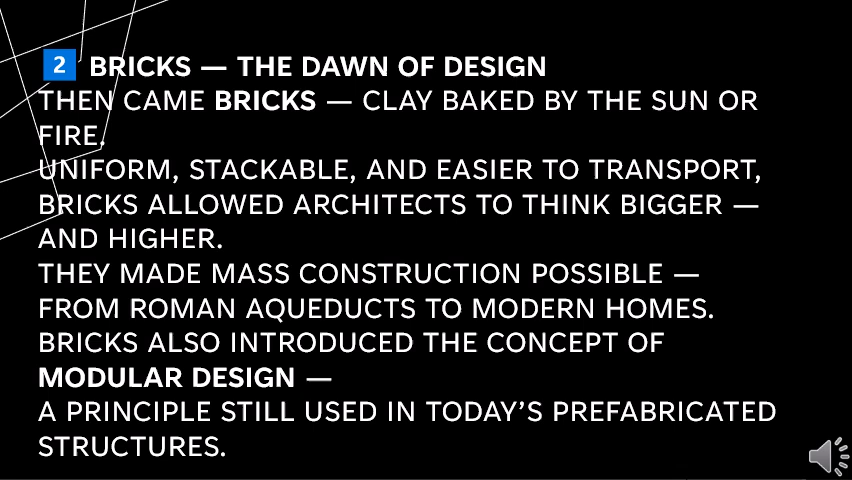 2 BRICKS — THE DAWN OF DESIGN
THEN CAME BRICKS — CLAY BAKED BY THE SUN OR
FIRE.
UNIFORM, STACKABLE, AND EASIER TO TRANSPORT,
BRICKS ALLOWED ARCHITECTS TO THINK BIGGER —
AND HIGHER.
THEY MADE MASS CONSTRUCTION POSSIBLE —
FROM ROMAN AQUEDUCTS TO MODERN HOMES.
BRICKS ALSO INTRODUCED THE CONCEPT OF
MODULAR DESIGN —
A PRINCIPLE STILL USED IN TODAY’S PREFABRICATED
STRUCTURES.